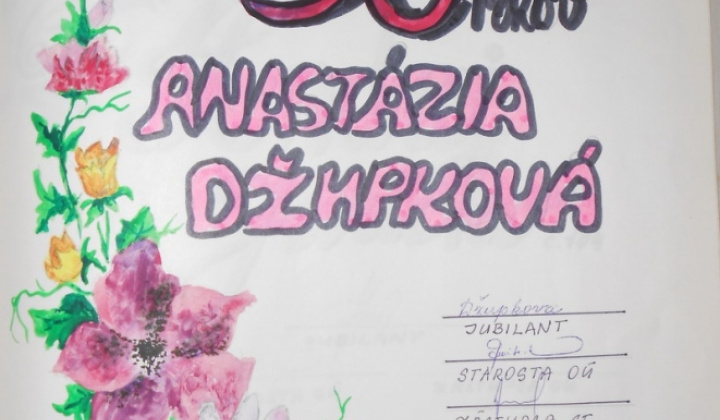 ROKOV
ANASTÁZIA
DŽUPKOVÁ
Džupkova
JUBILANT
STAROSTA OÚ